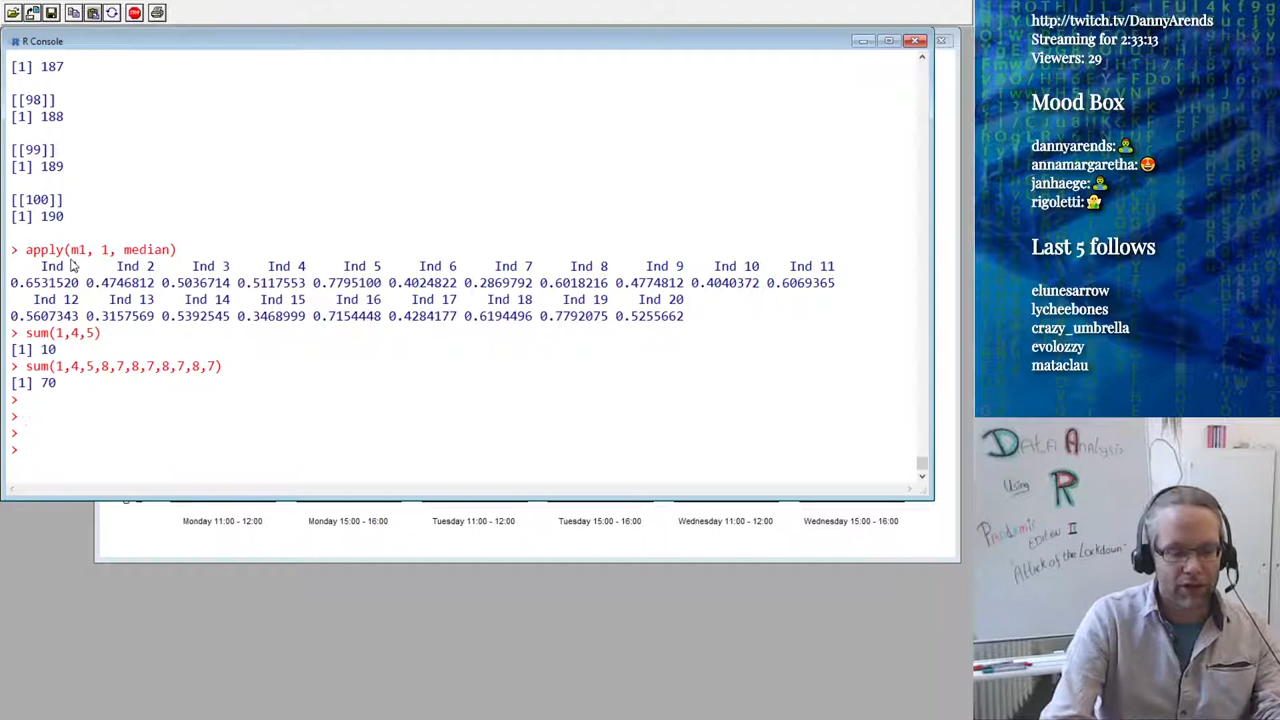 R Console
[1] 187
[[98]]
[1] 188
[[99]]
[1] 189
[[100]]
[1] 190
> apply(m1, 1, median)
Ind Ind 2 Ind 3 Ind 4 Ind 5 Ind 6 Ind 7 Ind 8 Ind 9 Ind 10 Ind 11
0.6531520 0.4746812 0.5036714 0.5117553 0.7795100 0.4024822 0.2869792 0.6018216 0.4774812 0.4040372 0.6069365
Ind 12 Ind 13 Ind 14 Ind 15 Ind 16 Ind 17 Ind 18 Ind 19 Ind 20
0.5607343 0.3157569 0.5392545 0.3468999 0.7154448 0.4284177 0.6194496 0.7792075 0.5255662
> sum(1,4,5)
[1] 10
> sum(1,4,5,8,7,8,7,8,7,8,7)
[1] 70
>
>
>
>
Monday 11:00 - 12:00 Monday 15:00 - 16:00 Tuesday 11:00 - 12:00 Tuesday 15:00 - 16:00 Wednesday 11:00 - 12:00 Wednesday 15:00 - 16:00
http://twitch.tv/DannyArends
Streaming for 2:33:13
Viewers: 29
Mood Box
dannyarends:
annamargaretha:
janhaege:
rigoletti:
Last 5 follows
elunesarrow
lycheebones
crazy_umbrella
evolozzy
mataclau
Data Analysis
Using
R
Pandemic
Edition II
"Attack of the Lockdown"